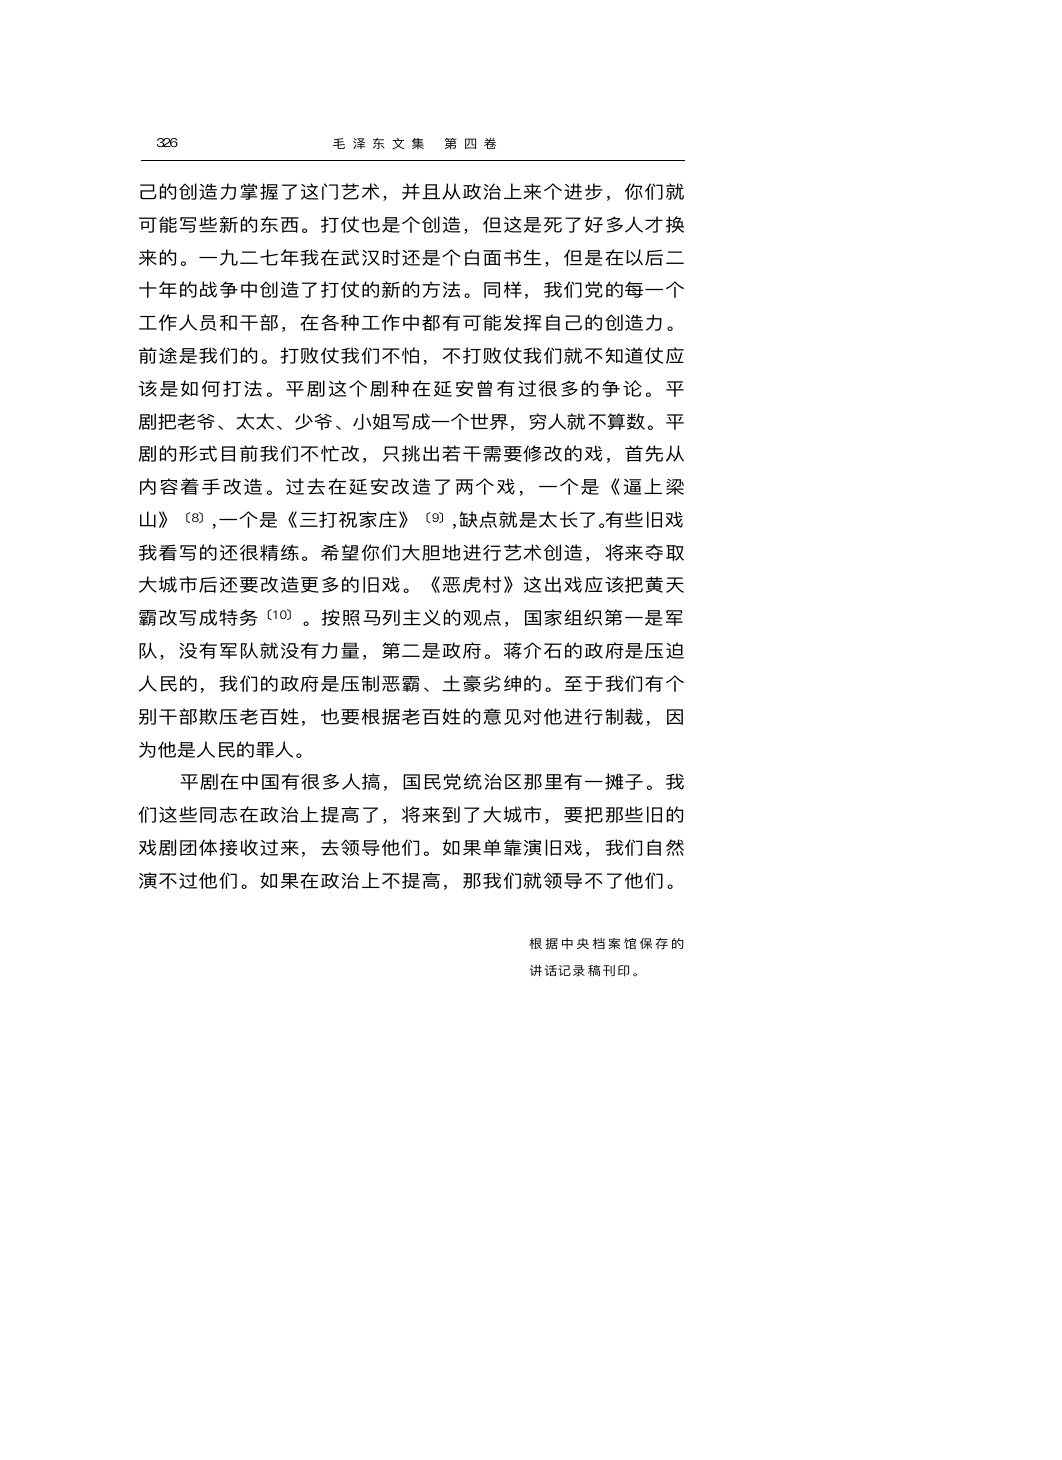 326 毛泽东文集 第四卷
己的创造力掌握了这门艺术，并且从政治上来个进步，你们就
可能写些新的东西。打仗也是个创造，但这是死了好多人才换
来的。一九二七年我在武汉时还是个白面书生，但是在以后二
十年的战争中创造了打仗的新的方法。同样，我们党的每一个
工作人员和干部，在各种工作中都有可能发挥自己的创造力。
前途是我们的。打败仗我们不怕，不打败仗我们就不知道仗应
该是如何打法。平剧这个剧种在延安曾有过很多的争论。平
剧把老爷、太太、少爷、小姐写成一个世界，穷人就不算数。平
剧的形式目前我们不忙改，只挑出若干需要修改的戏，首先从
内容着手改造。过去在延安改造了两个戏，一个是《逼上梁
山》〔8〕,一个是《三打祝家庄》〔9〕,缺点就是太长了。有些旧戏
我看写的还很精练。希望你们大胆地进行艺术创造，将来夺取
大城市后还要改造更多的旧戏。《恶虎村》这出戏应该把黄天
霸改写成特务〔10〕。按照马列主义的观点，国家组织第一是军
队，没有军队就没有力量，第二是政府。蒋介石的政府是压迫
人民的，我们的政府是压制恶霸、土豪劣绅的。至于我们有个
别干部欺压老百姓，也要根据老百姓的意见对他进行制裁，因
为他是人民的罪人。
平剧在中国有很多人搞，国民党统治区那里有一摊子。我
们这些同志在政治上提高了，将来到了大城市，要把那些旧的
戏剧团体接收过来，去领导他们。如果单靠演旧戏，我们自然
演不过他们。如果在政治上不提高，那我们就领导不了他们。
根据中央档案馆保存的
讲话记录稿刊印。